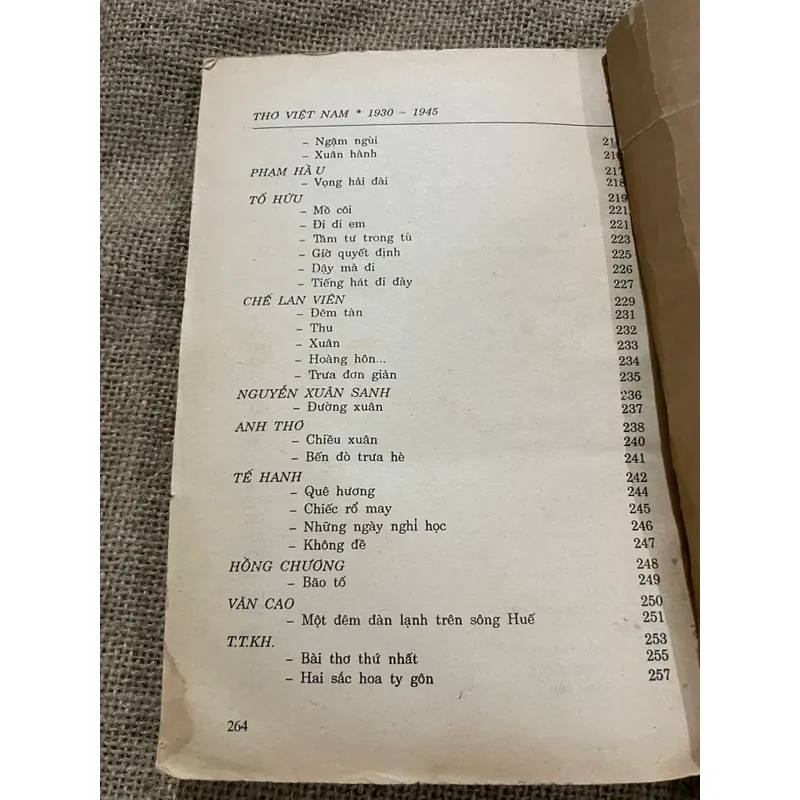 THƠ VIỆT NAM * 1930 - 1945
- Ngậm ngùi
- Xuân hành 216
PHẠM HẦU 217
- Vọng hải đài 218
TỐ HỮU 219
- Mồ côi 221
- Đi đi em 221
- Tâm tư trong tù 223
- Giờ quyết định 225
- Dậy mà đi 226
- Tiếng hát đi đày 227
CHẾ LAN VIÊN 229
- Đêm tàn 231
- Thu 232
- Xuân 233
- Hoàng hôn... 234
- Trưa đơn giản 235
NGUYỄN XUÂN SANH 236
- Đường xuân 237
ANH THƠ 238
- Chiều xuân 240
- Bến đò trưa hè 241
TẾ HANH 242
- Quê hương 244
- Chiếc rổ may 245
- Những ngày nghỉ học 246
- Không đề 247
HỒNG CHƯƠNG 248
- Bão tố 249
VĂN CAO 250
- Một đêm đàn lạnh trên sông Huế 251
T.T.KH. 253
- Bài thơ thứ nhất 255
- Hai sắc hoa ty gôn 257
264